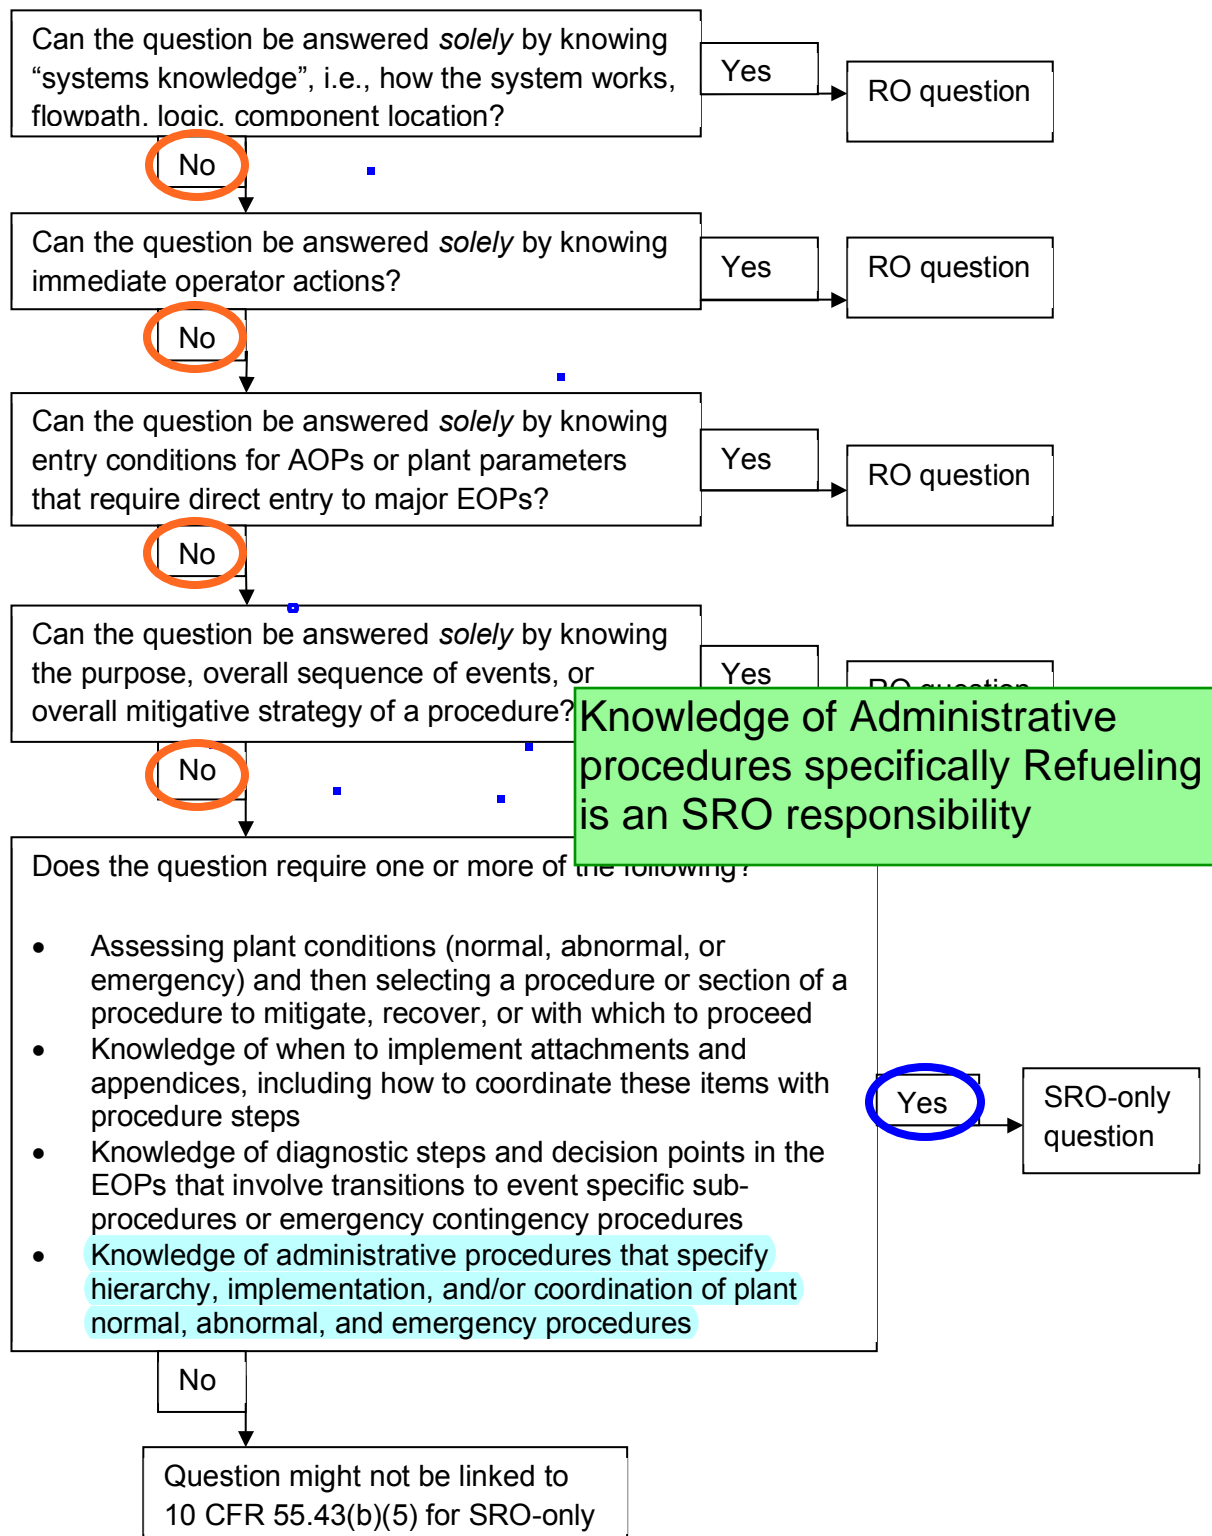 Can the question be answered solely by knowing
“systems knowledge”, i.e., how the system works,
flowpath, logic, component location?
Yes
RO question
No
Can the question be answered solely by knowing
immediate operator actions?
Yes
RO question
No
Can the question be answered solely by knowing
entry conditions for AOPs or plant parameters
that require direct entry to major EOPs?
Yes
RO question
No
Can the question be answered solely by knowing
the purpose, overall sequence of events, or
overall mitigative strategy of a procedure?
Yes
RO question
Knowledge of Administrative
procedures specifically Refueling
is an SRO responsibility
No
Does the question require one or more of the following?
• Assessing plant conditions (normal, abnormal, or
emergency) and then selecting a procedure or section of a
procedure to mitigate, recover, or with which to proceed
• Knowledge of when to implement attachments and
appendices, including how to coordinate these items with
procedure steps
• Knowledge of diagnostic steps and decision points in the
EOPs that involve transitions to event specific sub-
procedures or emergency contingency procedures
• Knowledge of administrative procedures that specify
hierarchy, implementation, and/or coordination of plant
normal, abnormal, and emergency procedures
Yes
SRO-only
question
No
Question might not be linked to
10 CFR 55.43(b)(5) for SRO-only